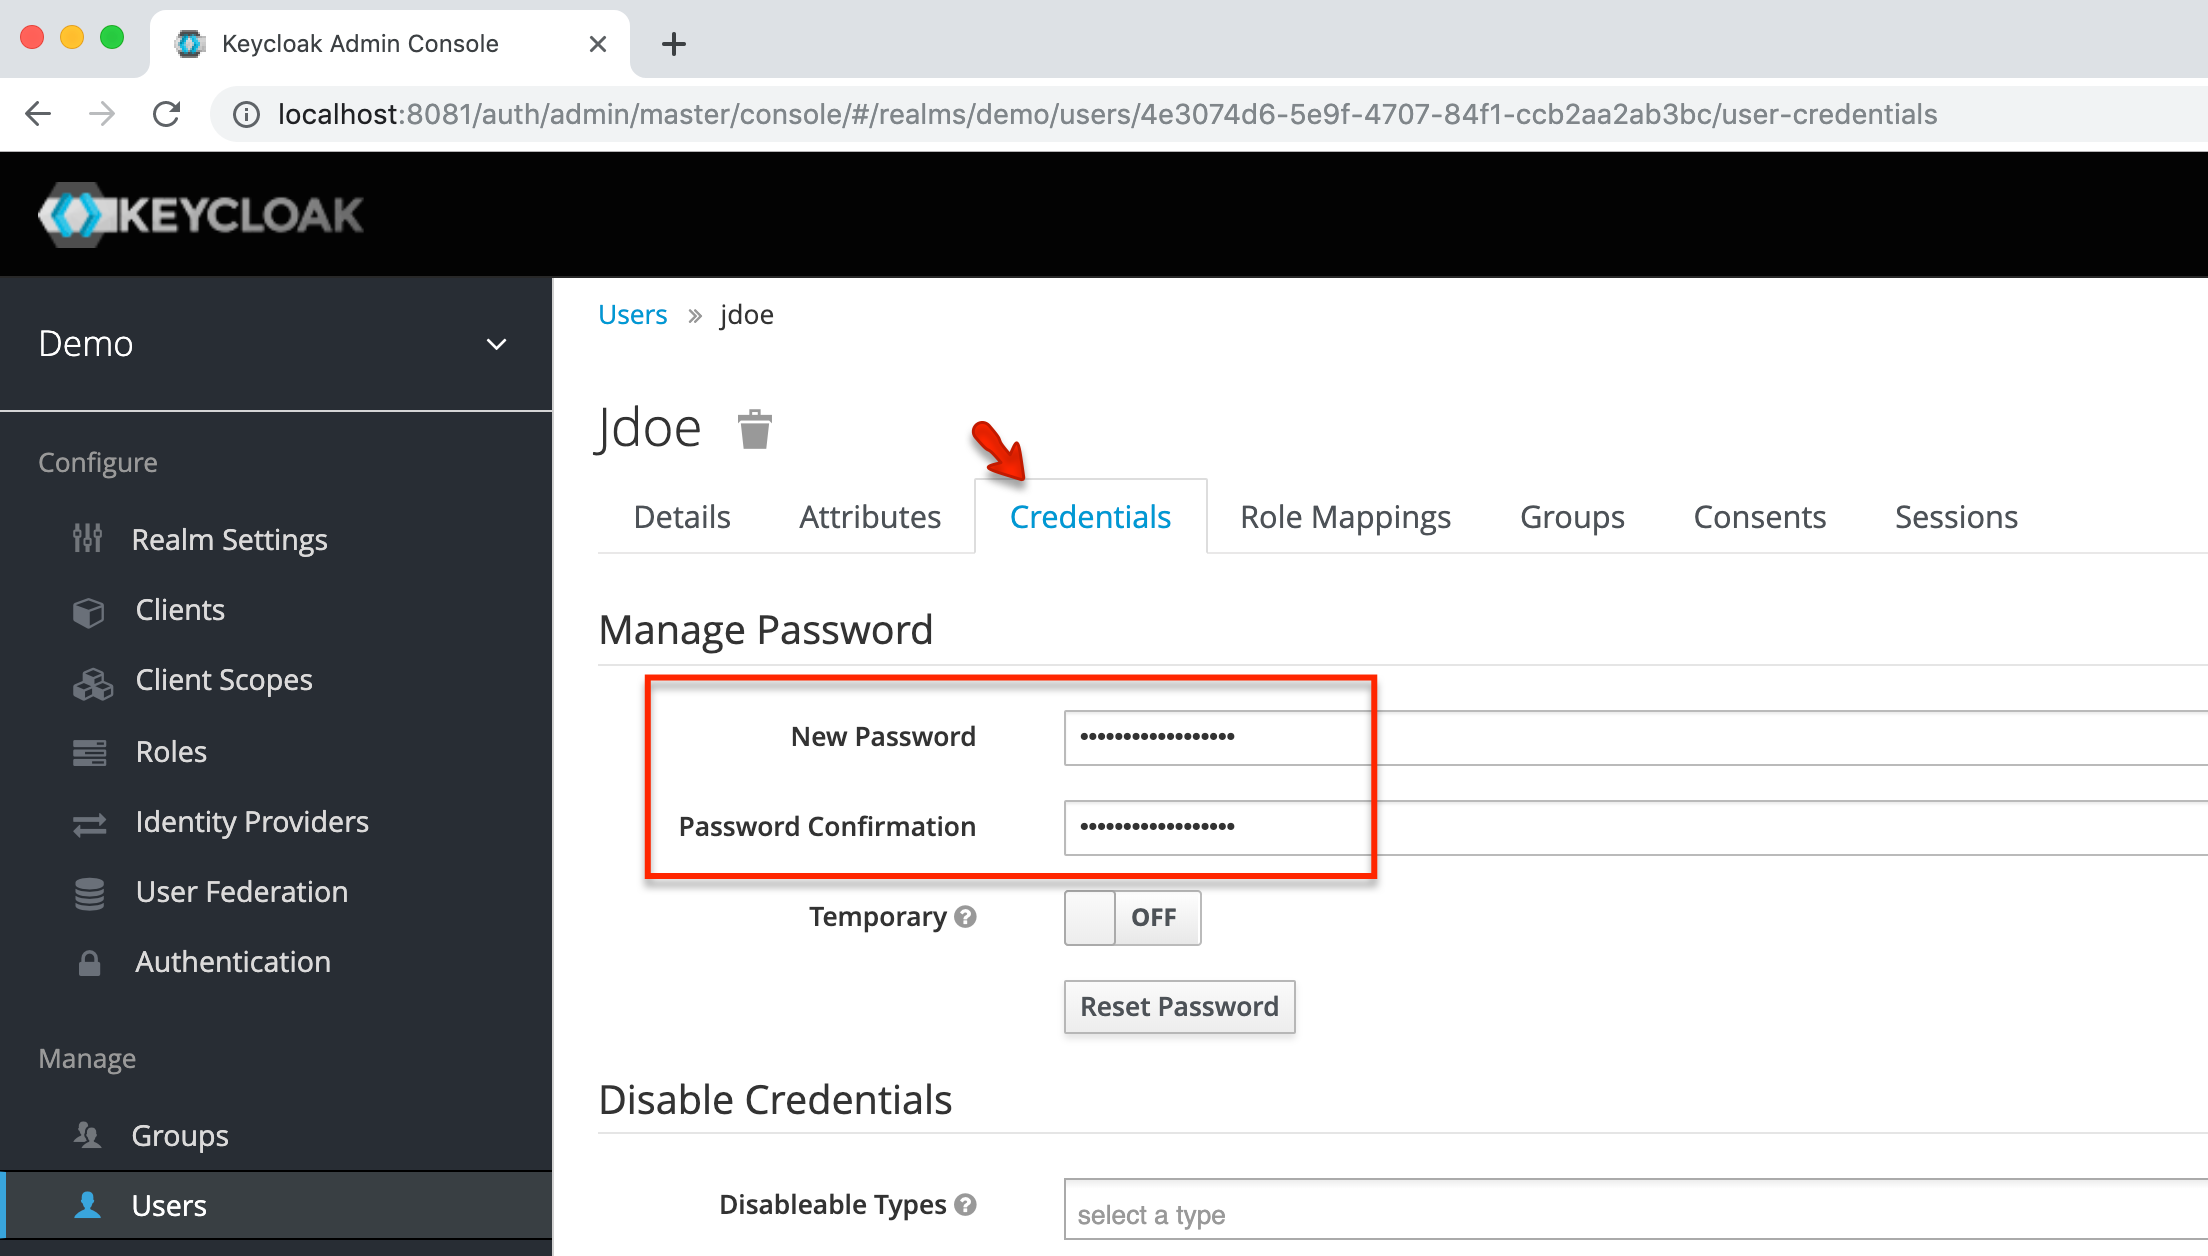 Keycloak Admin Console
localhost:8081/auth/admin/master/console/#/realms/demo/users/4e3074d6-5e9f-4707-84f1-ccb2aa2ab3bc/user-credentials
KEYCLOAK
Demo
Configure
Realm Settings
Clients
Client Scopes
Roles
Identity Providers
User Federation
Authentication
Manage
Groups
Users
Users » jdoe
Jdoe
Details Attributes Credentials Role Mappings Groups Consents Sessions
Manage Password
New Password ••••••••••••••••••
Password Confirmation ••••••••••••••••••
Temporary ? OFF
Reset Password
Disable Credentials
Disableable Types ? select a type